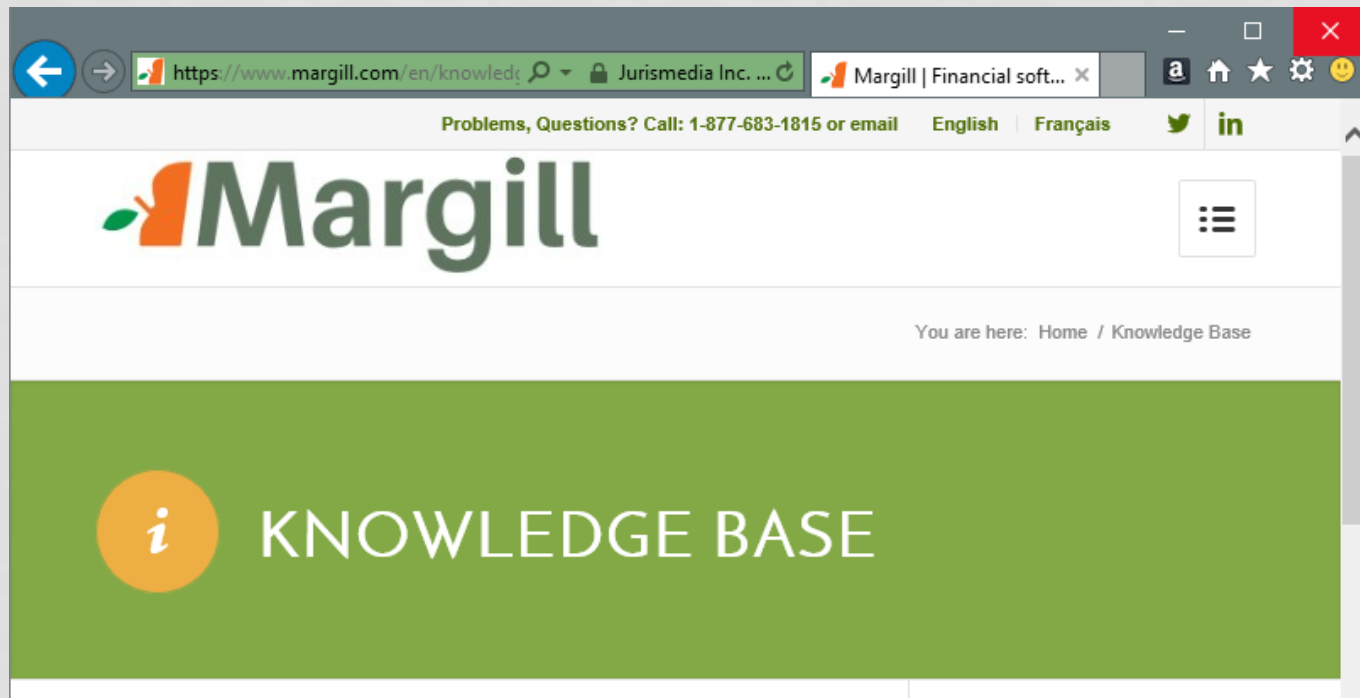 https://www.margill.com/en/knowledg Jurismedia Inc. ... Margill | Financial soft...
Problems, Questions? Call: 1-877-683-1815 or email English Français
Margill
You are here: Home / Knowledge Base
i KNOWLEDGE BASE